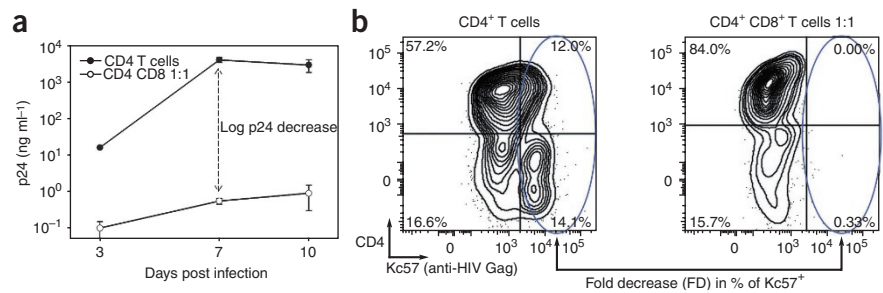 a
10⁴
10³
10²
10¹
10⁰
10⁻¹
p24 (ng ml⁻¹)
CD4 T cells
CD4 CD8 1:1
Log p24 decrease
3 7 10
Days post infection
b
CD4⁺ T cells
57.2% 12.0%
16.6% 14.1%
10⁵
10⁴
10³
0
0 10³ 10⁴ 10⁵
CD4
Kc57 (anti-HIV Gag)
CD4⁺ CD8⁺ T cells 1:1
84.0% 0.00%
15.7% 0.33%
10⁵
10⁴
10³
0
0 10³ 10⁴ 10⁵
Fold decrease (FD) in % of Kc57⁺